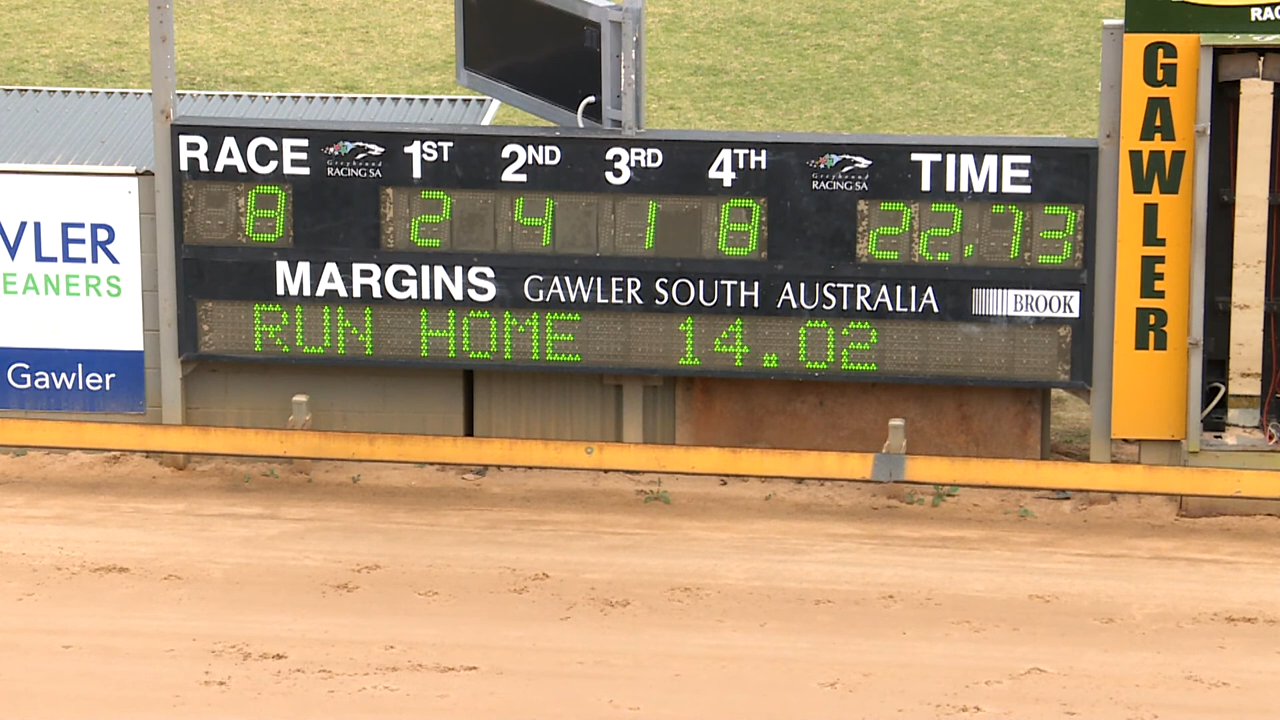 RAC
GAWLER
RACE 1ST 2ND 3RD 4TH TIME
Greyhound RACING SA
Greyhound RACING SA
8 2 4 1 8 22.73
MARGINS GAWLER SOUTH AUSTRALIA BROOK
RUN HOME 14.02
VLER
EANERS
Gawler